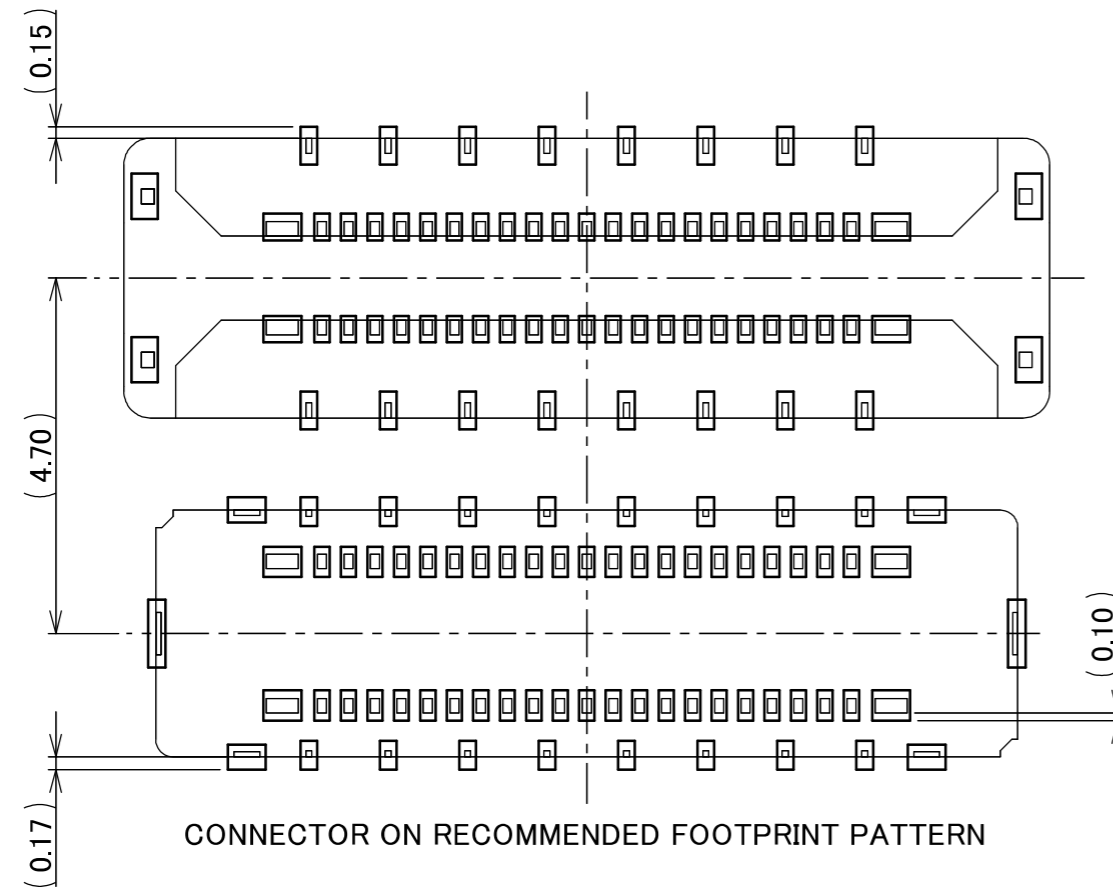 (0.15)
(4.70)
(0.10)
(0.17)
CONNECTOR ON RECOMMENDED FOOTPRINT PATTERN